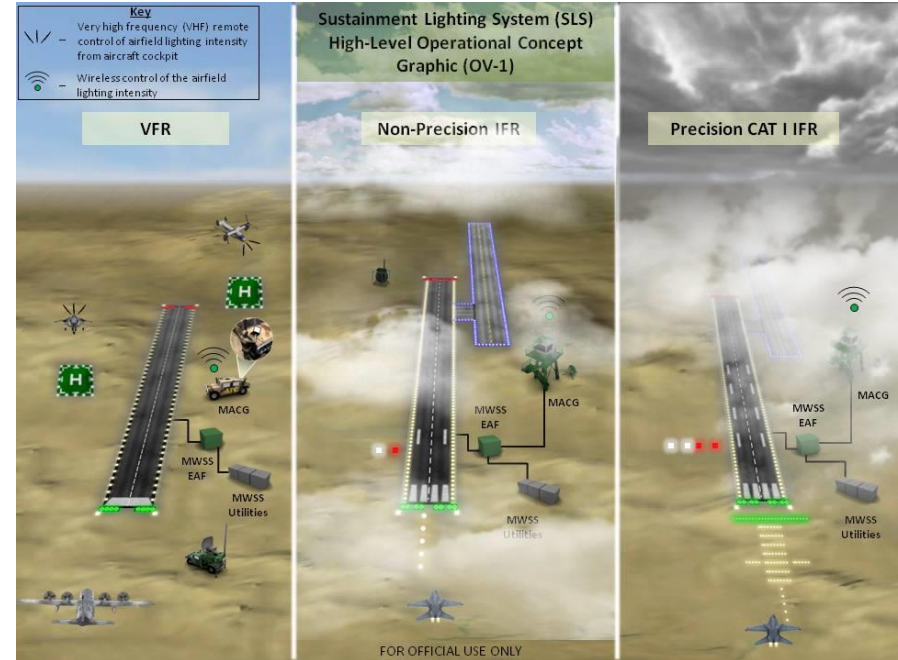 Key
Very high frequency (VHF) remote
control of airfield lighting intensity
from aircraft cockpit
Wireless control of the airfield
lighting intensity
Sustainment Lighting System (SLS)
High-Level Operational Concept
Graphic (OV-1)
VFR
Non-Precision IFR
Precision CAT I IFR
H
H
MACG
MWSS
EAF
MWSS
Utilities
MACG
MWSS
EAF
MWSS
Utilities
MACG
MWSS
EAF
MWSS
Utilities
FOR OFFICIAL USE ONLY